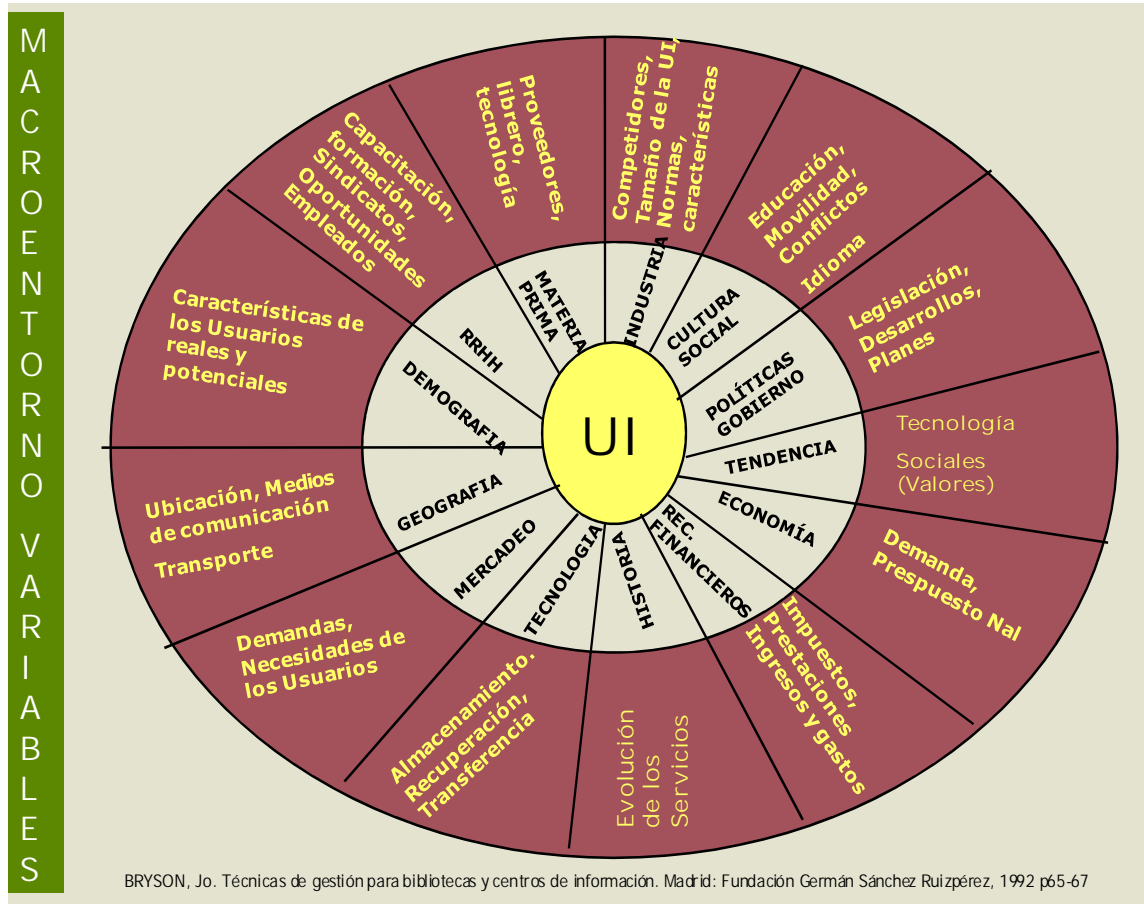 MACROENTORNO VARIABLES
Competidores,
Tamaño de la UI,
Normas,
características
INDUSTRIA
Educación,
Movilidad,
Conflictos
Idioma
CULTURA
SOCIAL
Legislación,
Desarrollos,
Planes
POLÍTICAS
GOBIERNO
Tecnología
Sociales
(Valores)
TENDENCIA
Demanda,
Prespuesto Nal
ECONOMÍA
Impuestos,
Prestaciones
Ingresos y gastos
REC.
FINANCIEROS
Evolución
de los
Servicios
HISTORIA
Almacenamiento.
Recuperación,
Transferencia
TECNOLOGIA
Demandas,
Necesidades de
los Usuarios
MERCADEO
Ubicación, Medios
de comunicación
Transporte
GEOGRAFIA
Características de
los Usuarios
reales y
potenciales
DEMOGRAFIA
Capacitación,
formación,
Sindicatos,
Oportunidades
Empleados
RRHH
Proveedores,
librero,
tecnología
MATERIA
PRIMA
UI
BRYSON, Jo. Técnicas de gestión para bibliotecas y centros de información. Madrid: Fundación Germán Sánchez Ruizpérez, 1992 p65-67